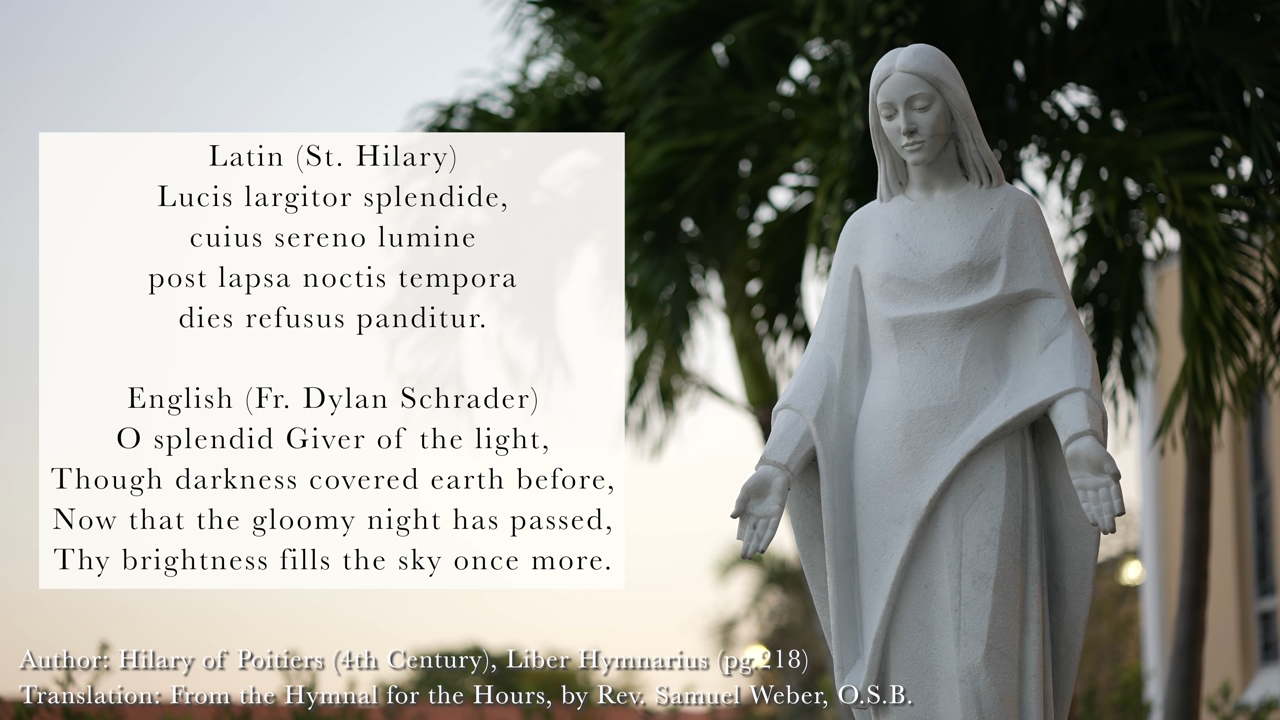 Latin (St. Hilary)
Lucis largitor splendide,
cuius sereno lumine
post lapsa noctis tempora
dies refusus panditur.
English (Fr. Dylan Schrader)
O splendid Giver of the light,
Though darkness covered earth before,
Now that the gloomy night has passed,
Thy brightness fills the sky once more.
Author: Hilary of Poitiers (4th Century), Liber Hymnarius (pg.218)
Translation: From the Hymnal for the Hours, by Rev. Samuel Weber, O.S.B.